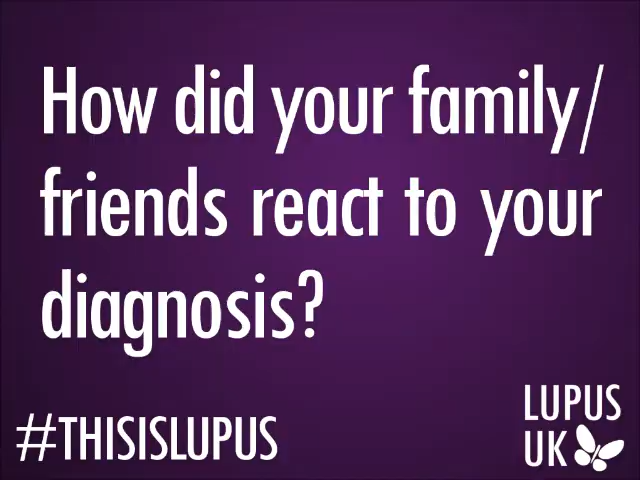 How did your family/
friends react to your
diagnosis?
#THISISLUPUS
LUPUS
UK